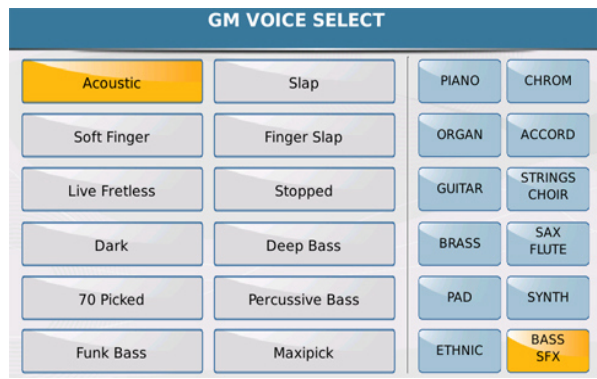 GM VOICE SELECT
Acoustic
Slap
PIANO
CHROM
Soft Finger
Finger Slap
ORGAN
ACCORD
Live Fretless
Stopped
GUITAR
STRINGS
CHOIR
Dark
Deep Bass
BRASS
SAX
FLUTE
70 Picked
Percussive Bass
PAD
SYNTH
Funk Bass
Maxipick
ETHNIC
BASS
SFX